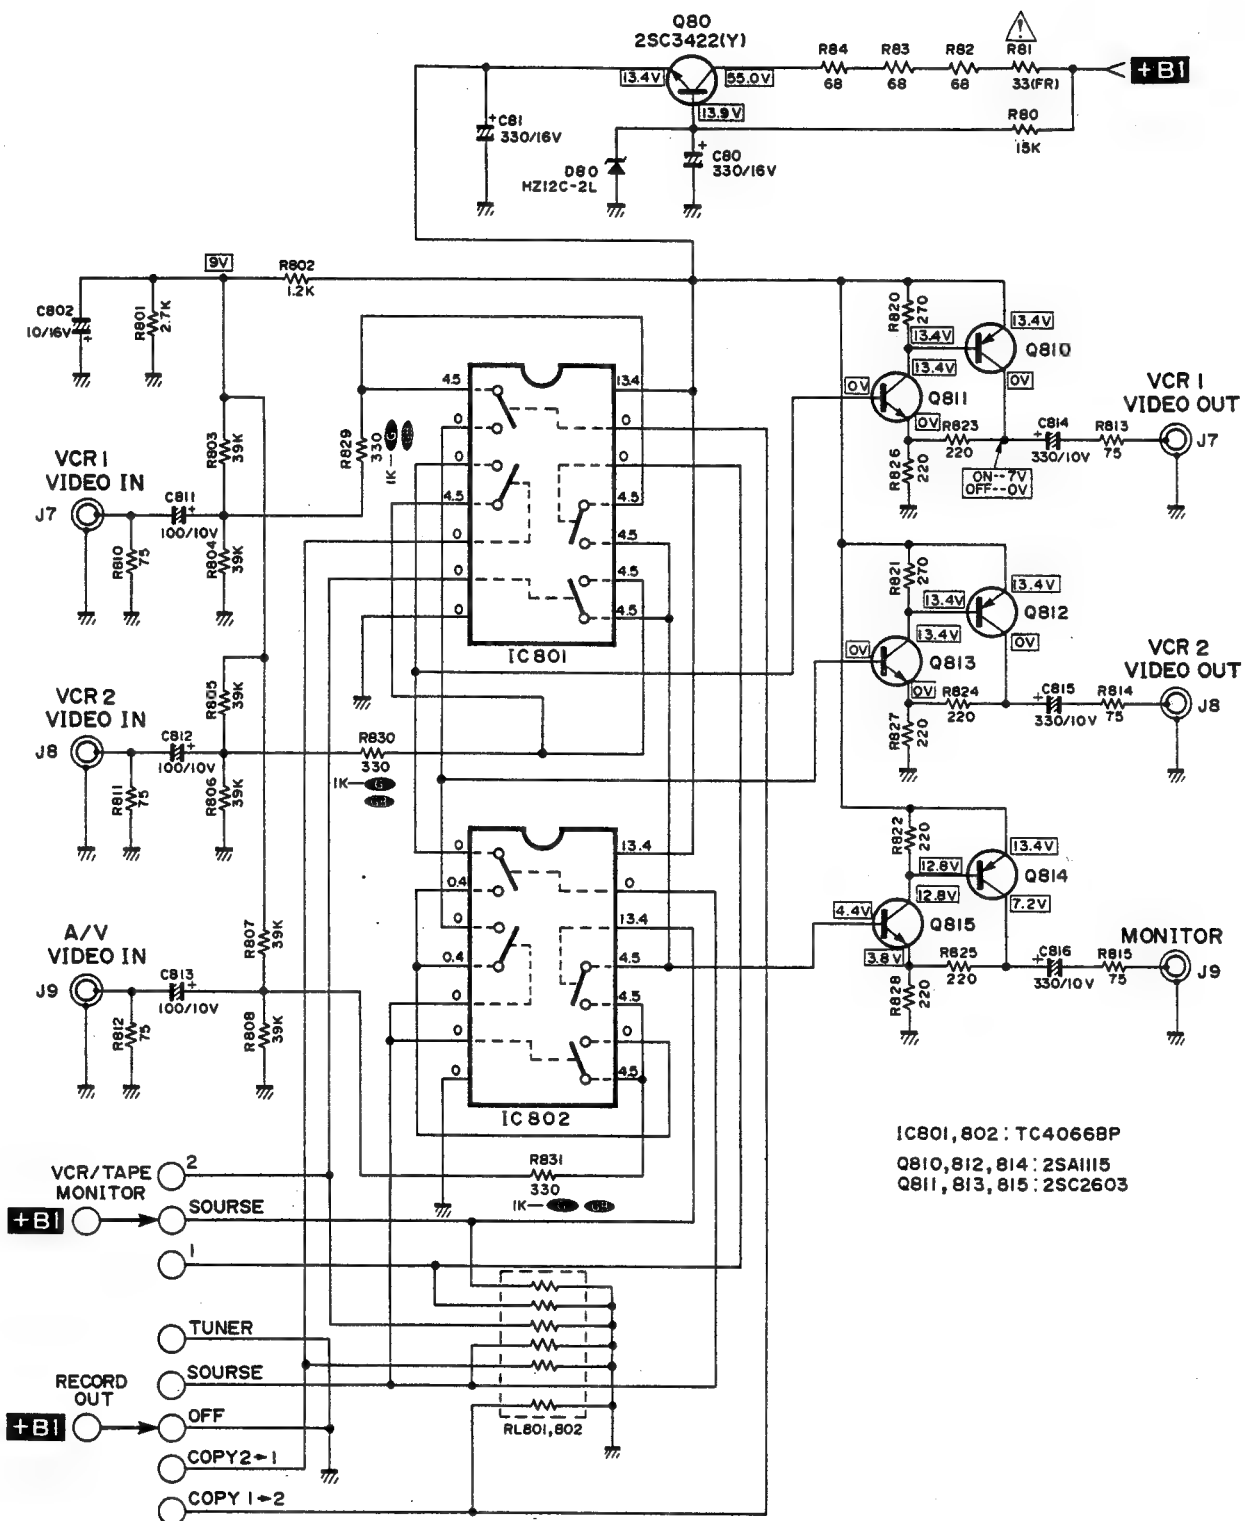 Q80
2SC3422(Y)
13.4V
55.0V
13.9V
R84
68
R83
68
R82
68
R81
33(FR)
+B1
R80
15K
C81
330/16V
D80
HZ12C-2L
C80
330/16V
9V
R802
1.2K
C802
10/16V
R801
2.7K
R803
39K
R829
330
1K
VCR 1
VIDEO IN
J7
C811
100/10V
R810
75
R804
39K
4.5
0
0
4.5
0
0
0
13.4
0
0
4.5
4.5
4.5
4.5
IC801
R820
270
13.4V
13.4V
13.4V
Q810
0V
0V
Q811
0V
R823
220
R826
220
ON--7V
OFF--0V
C814
330/10V
R813
75
VCR 1
VIDEO OUT
J7
R821
270
13.4V
13.4V
13.4V
Q812
0V
0V
Q813
0V
R824
220
R827
220
C815
330/10V
R814
75
VCR 2
VIDEO OUT
J8
VCR 2
VIDEO IN
J8
C812
100/10V
R811
75
R805
39K
R806
39K
R830
330
1K
G
0
0.4
0
0.4
0
0
0
13.4
0
13.4
4.5
4.5
0
4.5
IC802
R822
220
12.8V
12.8V
13.4V
Q814
7.2V
4.4V
Q815
3.8V
R825
220
R828
220
C816
330/10V
R815
75
MONITOR
J9
A/V
VIDEO IN
J9
C813
100/10V
R812
75
R807
39K
R808
39K
R831
330
1K
IC801,802 : TC4066BP
Q810,812,814 : 2SA1115
Q811,813,815 : 2SC2603
VCR/TAPE
MONITOR
+B1
2
SOURSE
1
TUNER
SOURSE
RECORD
OUT
+B1
OFF
COPY2→1
COPY 1→2
RL801,802